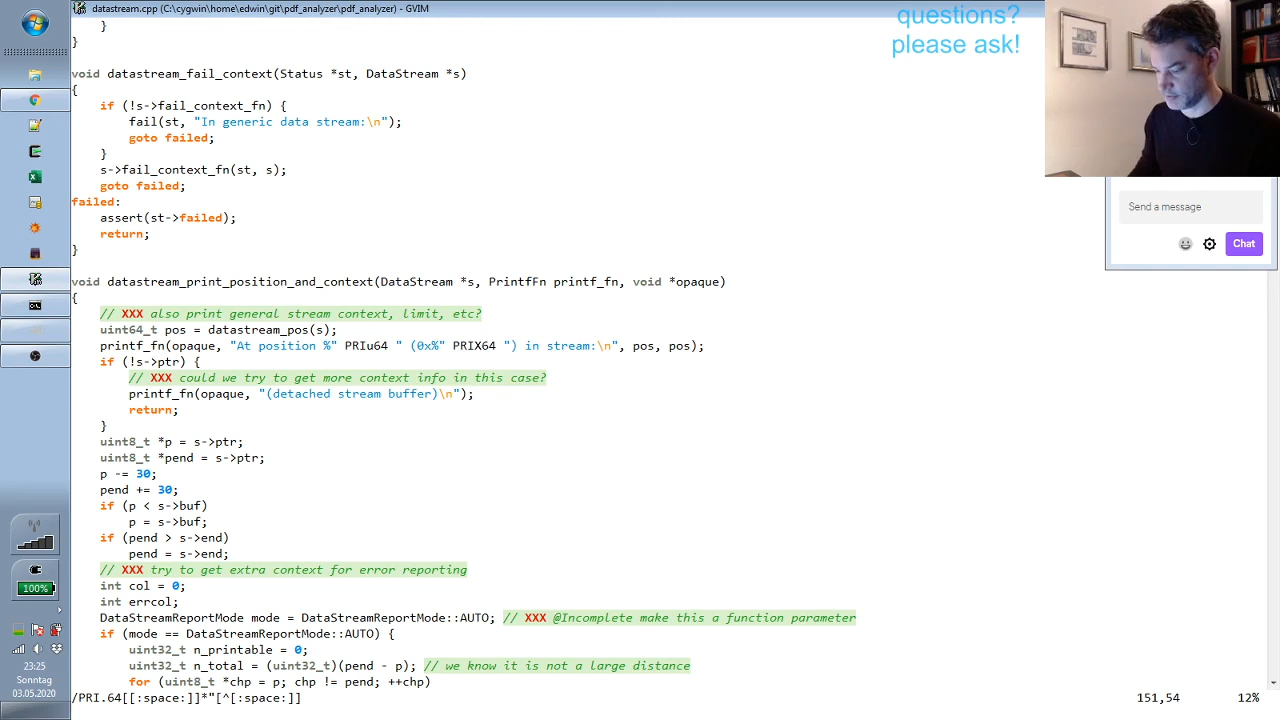 datastream.cpp (C:\cygwin\home\edwin\git\pdf_analyzer\pdf_analyzer) - GVIM
questions?
please ask!
}
}
void datastream_fail_context(Status *st, DataStream *s)
{
if (!s->fail_context_fn) {
fail(st, "In generic data stream:\n");
goto failed;
}
s->fail_context_fn(st, s);
goto failed;
failed:
assert(st->failed);
return;
}
void datastream_print_position_and_context(DataStream *s, PrintfFn printf_fn, void *opaque)
{
// XXX also print general stream context, limit, etc?
uint64_t pos = datastream_pos(s);
printf_fn(opaque, "At position %" PRIu64 " (0x%" PRIX64 ") in stream:\n", pos, pos);
if (!s->ptr) {
// XXX could we try to get more context info in this case?
printf_fn(opaque, "(detached stream buffer)\n");
return;
}
uint8_t *p = s->ptr;
uint8_t *pend = s->ptr;
p -= 30;
pend += 30;
if (p < s->buf)
p = s->buf;
if (pend > s->end)
pend = s->end;
// XXX try to get extra context for error reporting
int col = 0;
int errcol;
DataStreamReportMode mode = DataStreamReportMode::AUTO; // XXX @Incomplete make this a function parameter
if (mode == DataStreamReportMode::AUTO) {
uint32_t n_printable = 0;
uint32_t n_total = (uint32_t)(pend - p); // we know it is not a large distance
for (uint8_t *chp = p; chp != pend; ++chp)
/PRI.64[[:space:]]*"[^[:space:]]
151,54
12%
Send a message
Chat
100%
23:25
Sonntag
03.05.2020